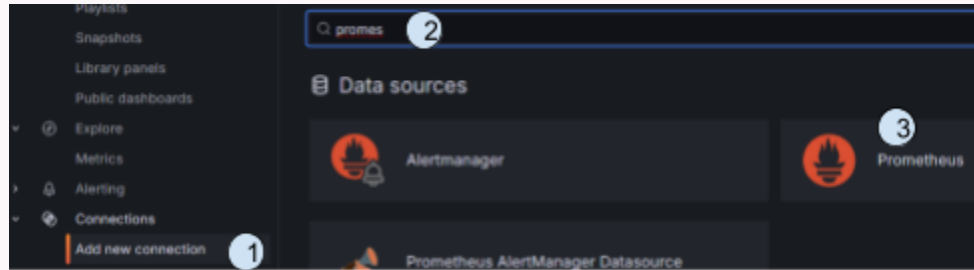 Playlists
Snapshots
Library panels
Public dashboards
Explore
Metrics
Alerting
Connections
Add new connection 1
promes 2
Data sources
Alertmanager
3
Prometheus
Prometheus AlertManager Datasource